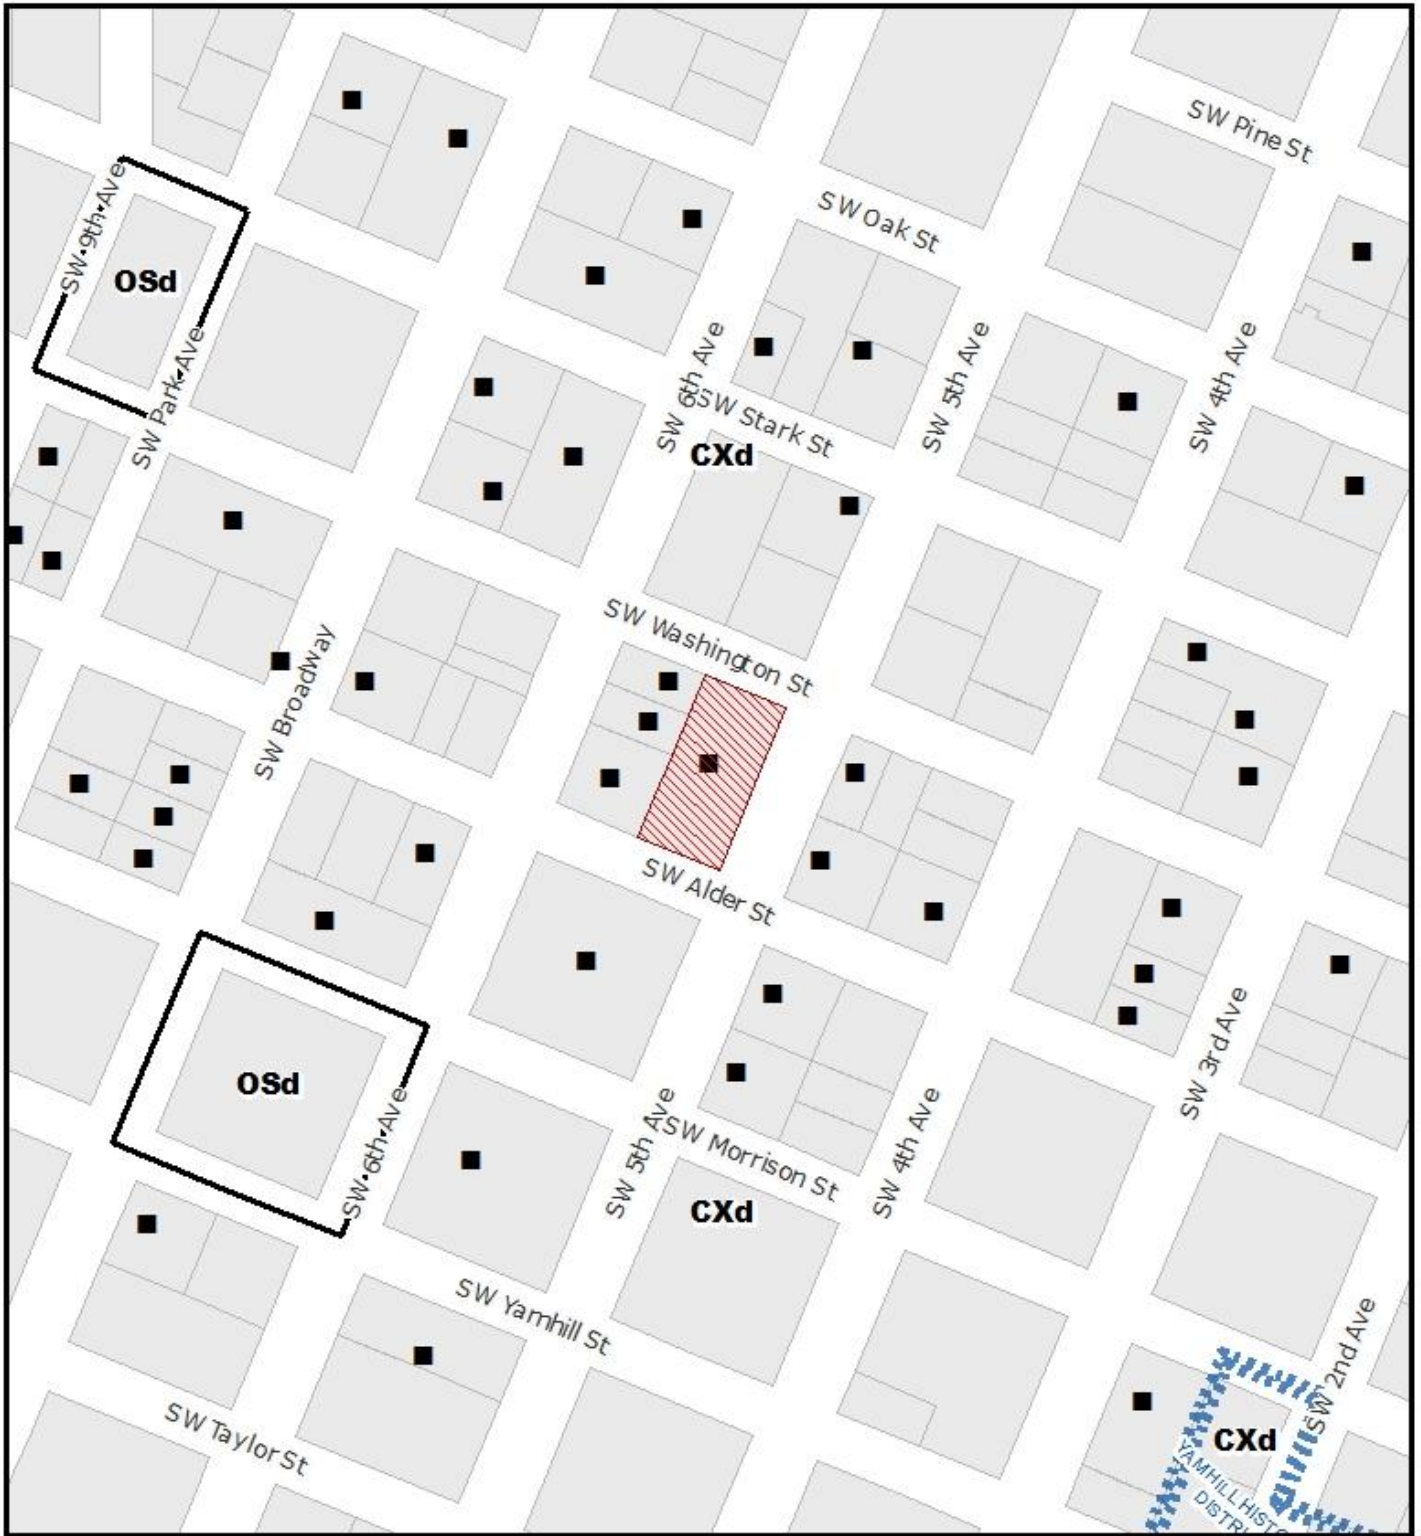 SW Pine St
SW Oak St
SW 9th Ave
OSd
SW Park Ave
SW 6th Ave
SW 5th Ave
SW 4th Ave
SW Stark St
CXd
SW Washington St
SW Broadway
SW Alder St
SW 3rd Ave
OSd
SW 6th Ave
SW 5th Ave
SW 4th Ave
SW Morrison St
CXd
SW Yamhill St
SW 2nd Ave
SW Taylor St
CXd
YAMHILL HISTO
DISTR